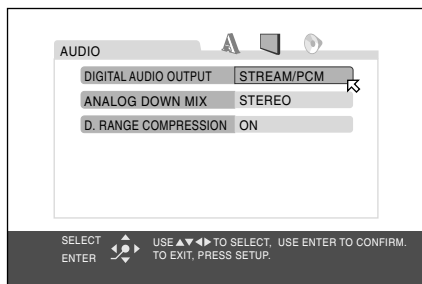 AUDIO
DIGITAL AUDIO OUTPUT STREAM/PCM
ANALOG DOWN MIX STEREO
D. RANGE COMPRESSION ON
SELECT
ENTER
USE ▲▼◀▶ TO SELECT, USE ENTER TO CONFIRM.
TO EXIT, PRESS SETUP.